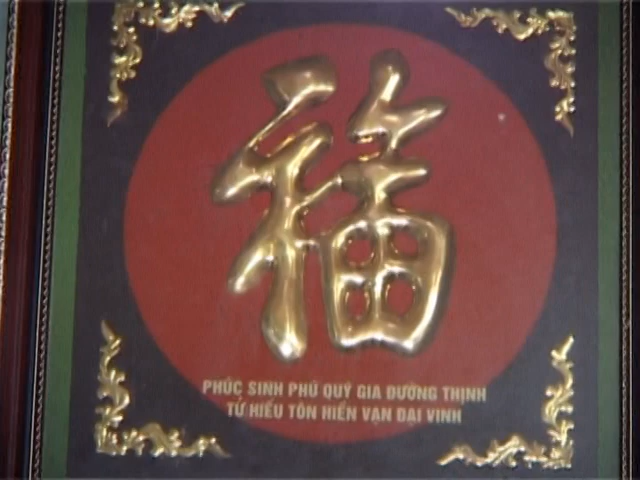 福
PHÚC SINH PHÚ QUÝ GIA ĐƯỜNG THỊNH
TỬ HIẾU TÔN HIỀN VẠN ĐẠI VINH